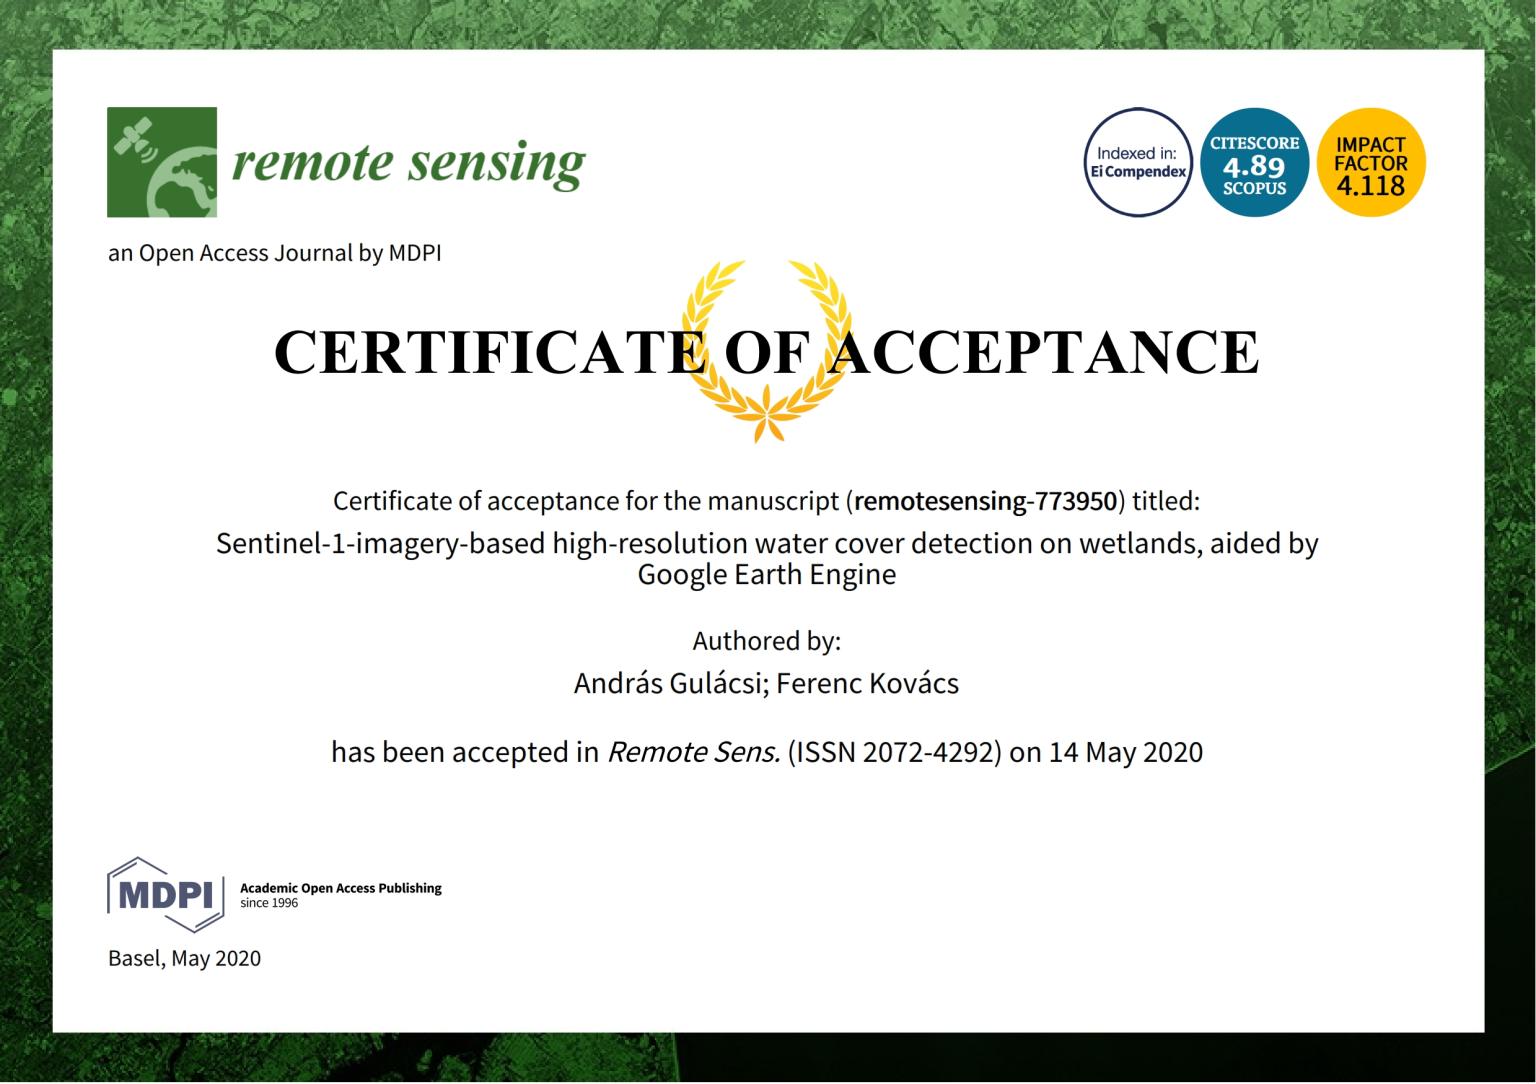 remote sensing
Indexed in:
Ei Compendex
CITESCORE
4.89
SCOPUS
IMPACT
FACTOR
4.118
an Open Access Journal by MDPI
CERTIFICATE OF ACCEPTANCE
Certificate of acceptance for the manuscript (remotesensing-773950) titled:
Sentinel-1-imagery-based high-resolution water cover detection on wetlands, aided by
Google Earth Engine
Authored by:
András Gulácsi; Ferenc Kovács
has been accepted in Remote Sens. (ISSN 2072-4292) on 14 May 2020
MDPI
Academic Open Access Publishing
since 1996
Basel, May 2020